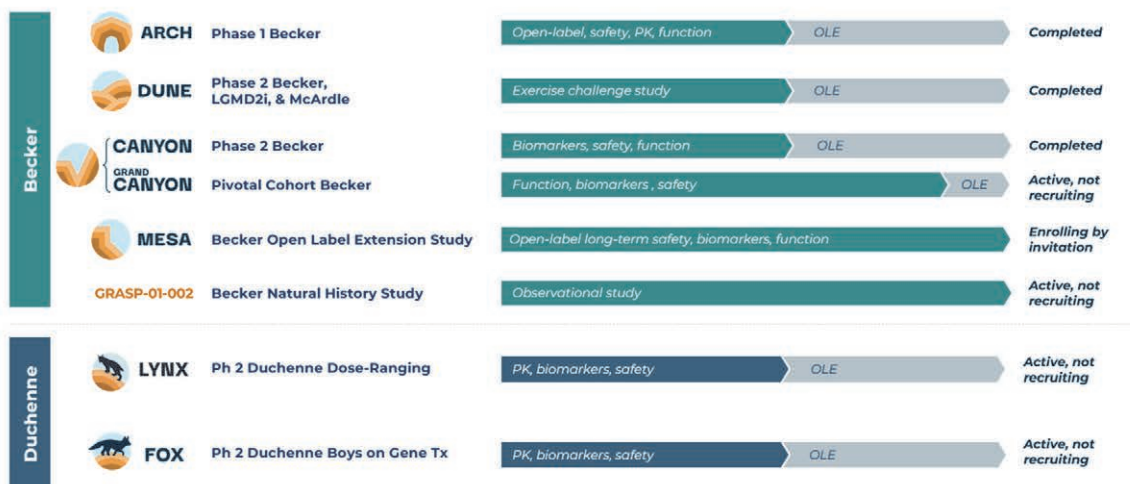 Becker
ARCH
Phase 1 Becker
Open-label, safety, PK, function
OLE
Completed
DUNE
Phase 2 Becker,
LGMD2i, & McArdle
Exercise challenge study
OLE
Completed
CANYON
Phase 2 Becker
Biomarkers, safety, function
OLE
Completed
GRAND
CANYON
Pivotal Cohort Becker
Function, biomarkers , safety
OLE
Active, not
recruiting
MESA
Becker Open Label Extension Study
Open-label long-term safety, biomarkers, function
Enrolling by
invitation
GRASP-01-002
Becker Natural History Study
Observational study
Active, not
recruiting
Duchenne
LYNX
Ph 2 Duchenne Dose-Ranging
PK, biomarkers, safety
OLE
Active, not
recruiting
FOX
Ph 2 Duchenne Boys on Gene Tx
PK, biomarkers, safety
OLE
Active, not
recruiting